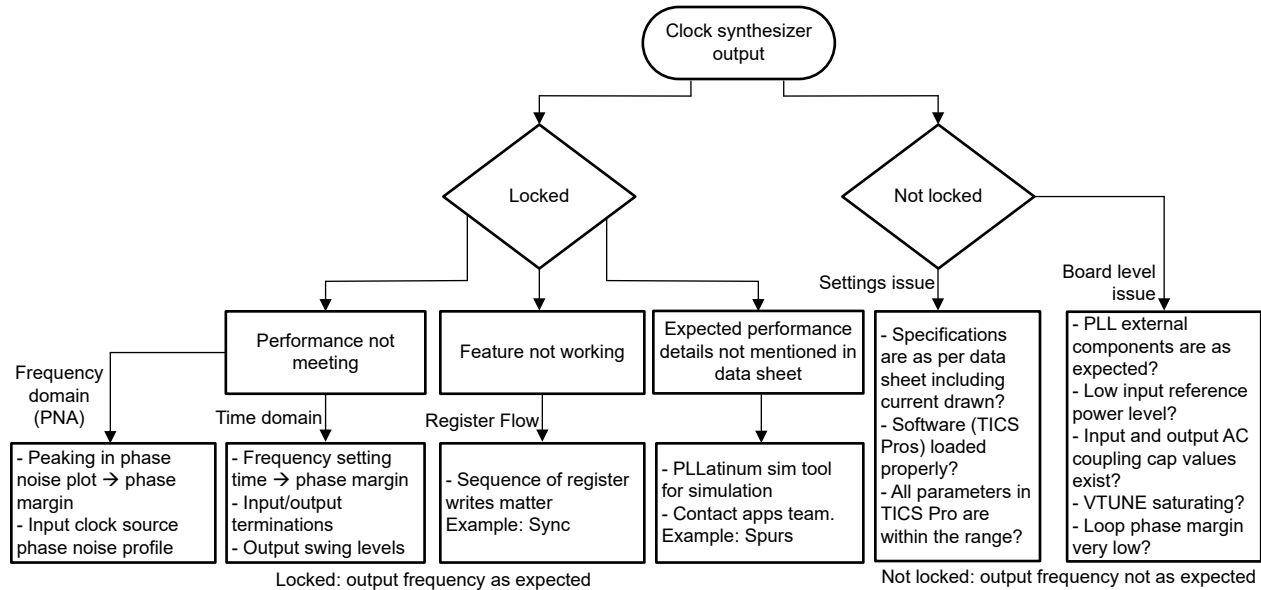 Clock synthesizer
output
Locked
Not locked
Settings issue
Board level
issue
Performance not
meeting
Feature not working
Expected performance
details not mentioned in
data sheet
Frequency
domain
(PNA)
Time domain
Register Flow
- Peaking in phase
noise plot → phase
margin
- Input clock source
phase noise profile
- Frequency setting
time → phase margin
- Input/output
terminations
- Output swing levels
- Sequence of register
writes matter
Example: Sync
- PLLatinum sim tool
for simulation
- Contact apps team.
Example: Spurs
- Specifications
are as per data
sheet including
current drawn?
- Software (TICS
Pros) loaded
properly?
- All parameters in
TICS Pro are
within the range?
- PLL external
components are as
expected?
- Low input reference
power level?
- Input and output AC
coupling cap values
exist?
- VTUNE saturating?
- Loop phase margin
very low?
Locked: output frequency as expected
Not locked: output frequency not as expected